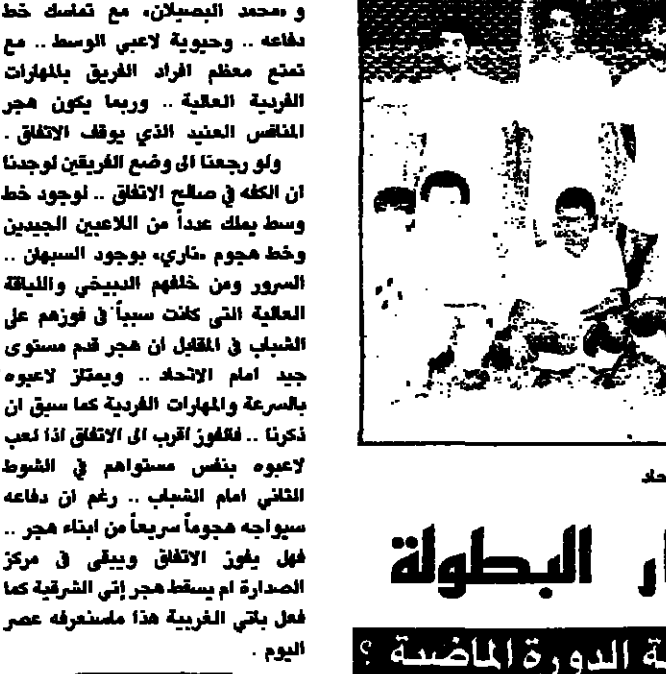 و «محمد البصيلان» مع تماسك خط
دفاعه .. وحيوية لاعبي الوسط .. مع
تمتع معظم افراد الفريق بالمهارات
الفردية العالية .. وربما يكون هجر
المنافس العنيد الذي يوقف الاتفاق .
ولو رجعنا الى وضع الفريقين لوجدنا
ان الكفه في صالح الاتفاق .. لوجود خط
وسط يملك عدداً من اللاعبين الجيدين
وخط هجوم «ناري» بوجود السبهان ..
السرور ومن خلفهم الدبيخي واللياقة
العالية التي كانت سبباً في فوزهم على
الشباب في المقابل ان هجر قدم مستوى
جيد امام الاتحاد .. ويمتاز لاعبوه
بالسرعة والمهارات الفردية كما سبق ان
ذكرنا .. فالفوز اقرب الى الاتفاق اذا لعب
لاعبوه بنفس مستواهم في الشوط
الثاني امام الشباب .. رغم ان دفاعه
سيواجه هجوماً سريعاً من ابناء هجر ..
فهل يفوز الاتفاق ويبقى في مركز
الصدارة ام يسقط هجر إتي الشرقية كما
فعل باتي الغربية هذا ماسنعرفه عصر
اليوم .
حاد
ار البطولة
ة الدورة الماضية ؟